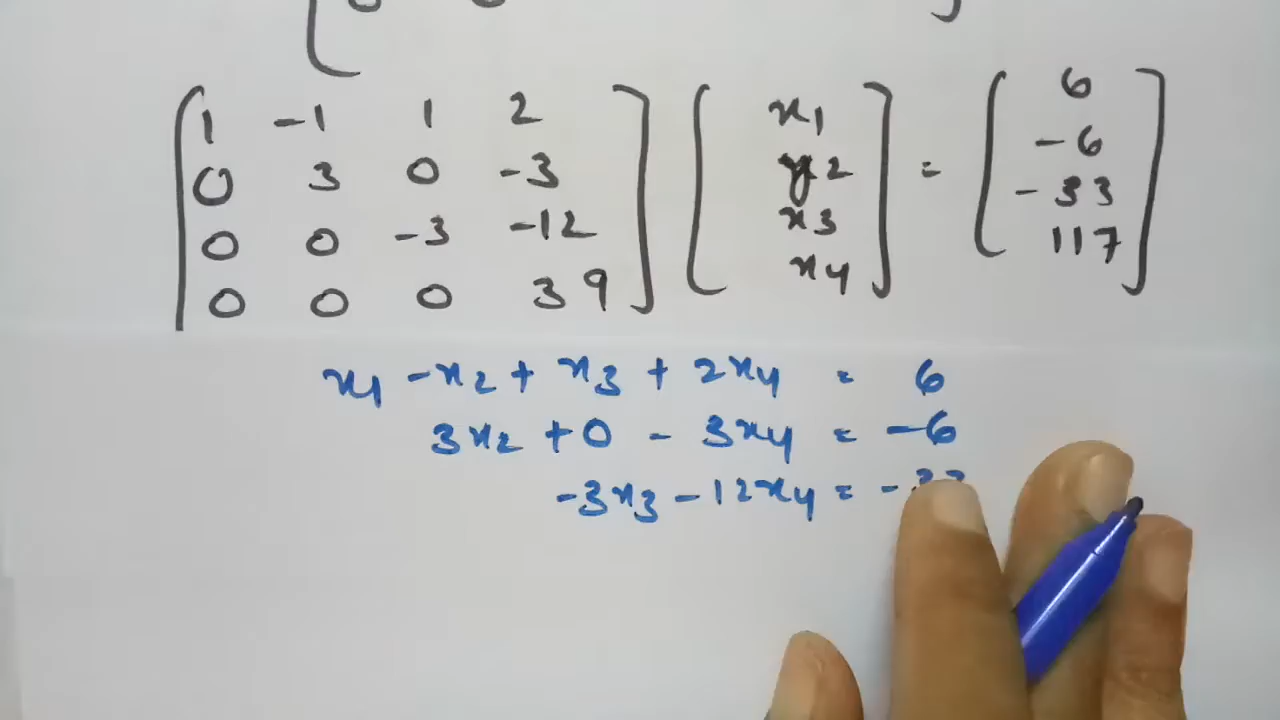 1 -1 1 2 x1 6
0 3 0 -3 x2 = -6
0 0 -3 -12 x3 -33
0 0 0 39 x4 117
x1 - x2 + x3 + 2x4 = 6
3x2 + 0 - 3x4 = -6
-3x3 - 12x4 = -33